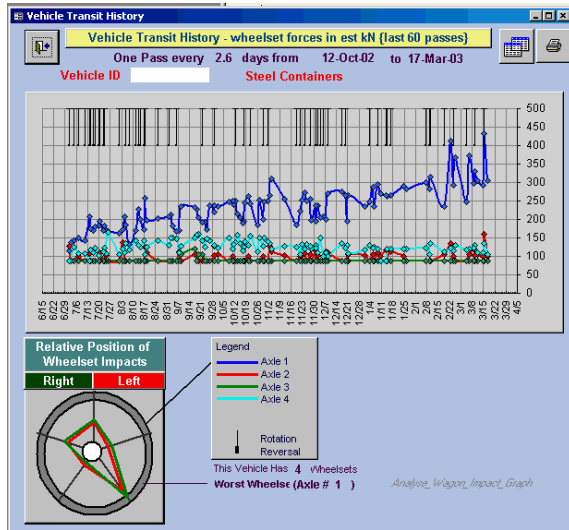 Vehicle Transit History
Vehicle Transit History - wheelset forces in est kN {last 60 passes}
One Pass every 2.6 days from 12-Oct-02 to 17-Mar-03
Vehicle ID Steel Containers
500
450
400
350
300
250
200
150
100
50
0
6/15 6/22 6/29 7/6 7/13 7/20 7/27 8/3 8/10 8/17 8/24 8/31 9/7 9/14 9/21 9/28 10/5 10/12 10/19 10/26 11/2 11/9 11/16 11/23 11/30 12/7 12/14 12/21 12/28 1/4 1/11 1/18 1/25 2/1 2/8 2/15 2/22 3/1 3/8 3/15 3/22 3/29 4/5
Relative Position of
Wheelset Impacts
Right Left
Legend
Axle 1
Axle 2
Axle 3
Axle 4
Rotation
Reversal
This Vehicle Has 4 Wheelsets
Worst Wheelse (Axle # 1 )
Analyse_Wagon_Impact_Graph